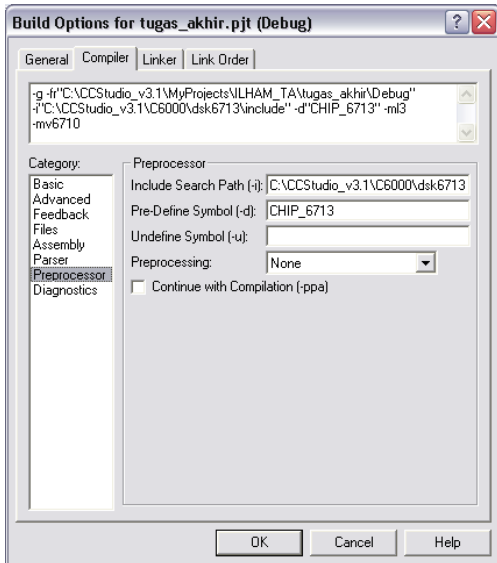 Build Options for tugas_akhir.pjt (Debug)
?
General Compiler Linker Link Order
-g -fr"C:\CCStudio_v3.1\MyProjects\ILHAM_TA\tugas_akhir\Debug"
-i"C:\CCStudio_v3.1\C6000\dsk6713\include" -d"CHIP_6713" -ml3
-mv6710
Category:
Basic
Advanced
Feedback
Files
Assembly
Parser
Preprocessor
Diagnostics
Preprocessor
Include Search Path (-i): C:\CCStudio_v3.1\C6000\dsk6713
Pre-Define Symbol (-d): CHIP_6713
Undefine Symbol (-u):
Preprocessing: None
Continue with Compilation (-ppa)
OK Cancel Help